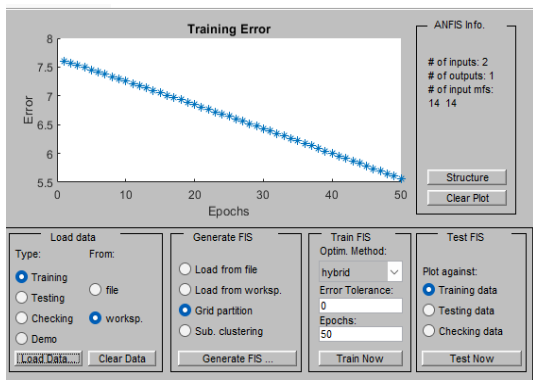 Training Error
8
7.5
7
6.5
6
5.5
Error
0 10 20 30 40 50
Epochs
ANFIS Info.
# of inputs: 2
# of outputs: 1
# of input mfs:
14 14
Structure
Clear Plot
Load data
Type: From:
Training
file
Testing
Checking worksp.
Demo
Load Data... Clear Data
Generate FIS
Load from file
Load from worksp.
Grid partition
Sub. clustering
Generate FIS ...
Train FIS
Optim. Method:
hybrid
Error Tolerance:
0
Epochs:
50
Train Now
Test FIS
Plot against:
Training data
Testing data
Checking data
Test Now